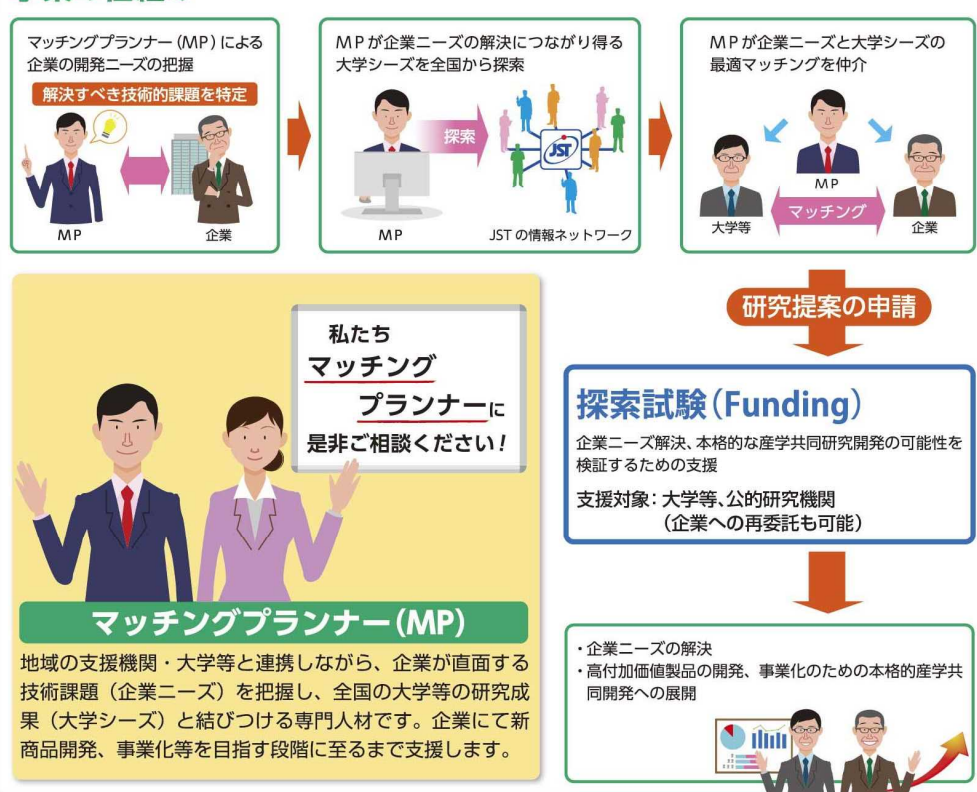 マッチングプランナー(MP)による
企業の開発ニーズの把握
解決すべき技術的課題を特定
MP
企業
MPが企業ニーズの解決につながり得る
大学シーズを全国から探索
探索
JST
MP
JSTの情報ネットワーク
MPが企業ニーズと大学シーズの
最適マッチングを仲介
MP
マッチング
大学等
企業
研究提案の申請
私たち
マッチング
プランナーに
是非ご相談ください!
マッチングプランナー(MP)
地域の支援機関・大学等と連携しながら、企業が直面する
技術課題(企業ニーズ)を把握し、全国の大学等の研究成
果(大学シーズ)と結びつける専門人材です。企業にて新
商品開発、事業化等を目指す段階に至るまで支援します。
探索試験(Funding)
企業ニーズ解決、本格的な産学共同研究開発の可能性を
検証するための支援
支援対象:大学等、公的研究機関
(企業への再委託も可能)
・企業ニーズの解決
・高付加価値製品の開発、事業化のための本格的産学共
同開発への展開